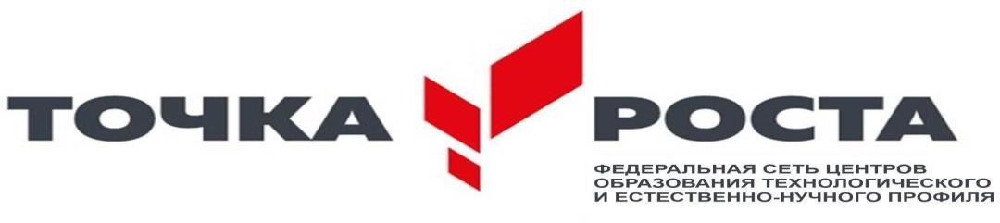 ТОЧКА РОСТА
ФЕДЕРАЛЬНАЯ СЕТЬ ЦЕНТРОВ
ОБРАЗОВАНИЯ ТЕХНОЛОГИЧЕСКОГО
И ЕСТЕСТВЕННО-НУЧНОГО ПРОФИЛЯ